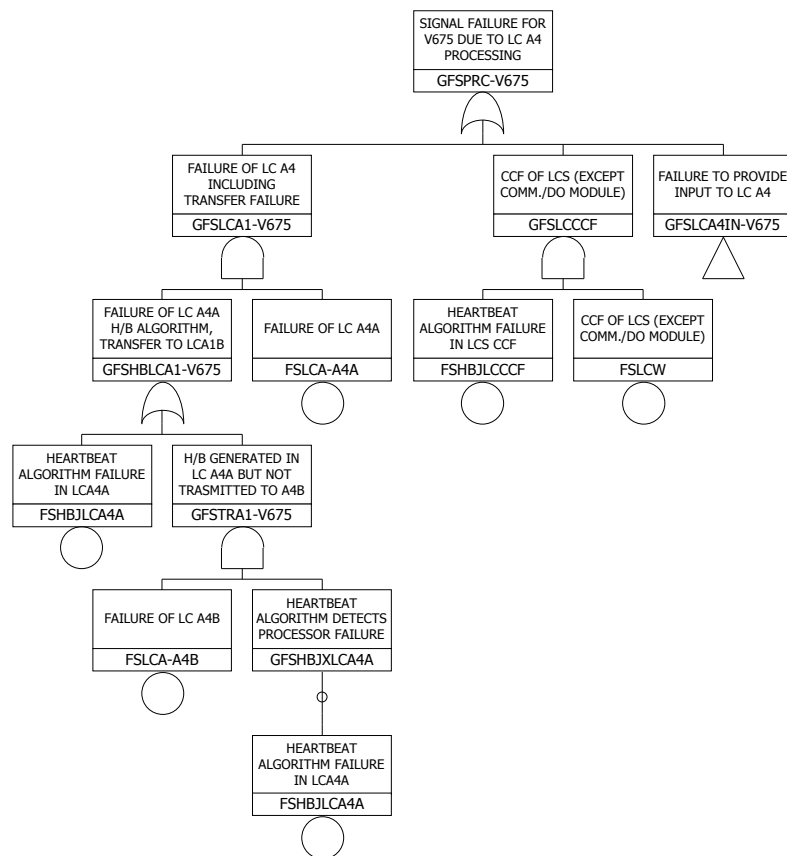 SIGNAL FAILURE FOR
V675 DUE TO LC A4
PROCESSING
GFSPRC-V675
FAILURE OF LC A4
INCLUDING
TRANSFER FAILURE
GFSLCA1-V675
CCF OF LCS (EXCEPT
COMM./DO MODULE)
GFSLCCCF
FAILURE TO PROVIDE
INPUT TO LC A4
GFSLCA4IN-V675
FAILURE OF LC A4A
H/B ALGORITHM,
TRANSFER TO LCA1B
GFSHBLCA1-V675
FAILURE OF LC A4A
FSLCA-A4A
HEARTBEAT
ALGORITHM FAILURE
IN LCS CCF
FSHBJLCCCF
CCF OF LCS (EXCEPT
COMM./DO MODULE)
FSLCW
HEARTBEAT
ALGORITHM FAILURE
IN LCA4A
FSHBJLCA4A
H/B GENERATED IN
LC A4A BUT NOT
TRASMITTED TO A4B
GFSTRA1-V675
FAILURE OF LC A4B
FSLCA-A4B
HEARTBEAT
ALGORITHM DETECTS
PROCESSOR FAILURE
GFSHBJXLCA4A
HEARTBEAT
ALGORITHM FAILURE
IN LCA4A
FSHBJLCA4A